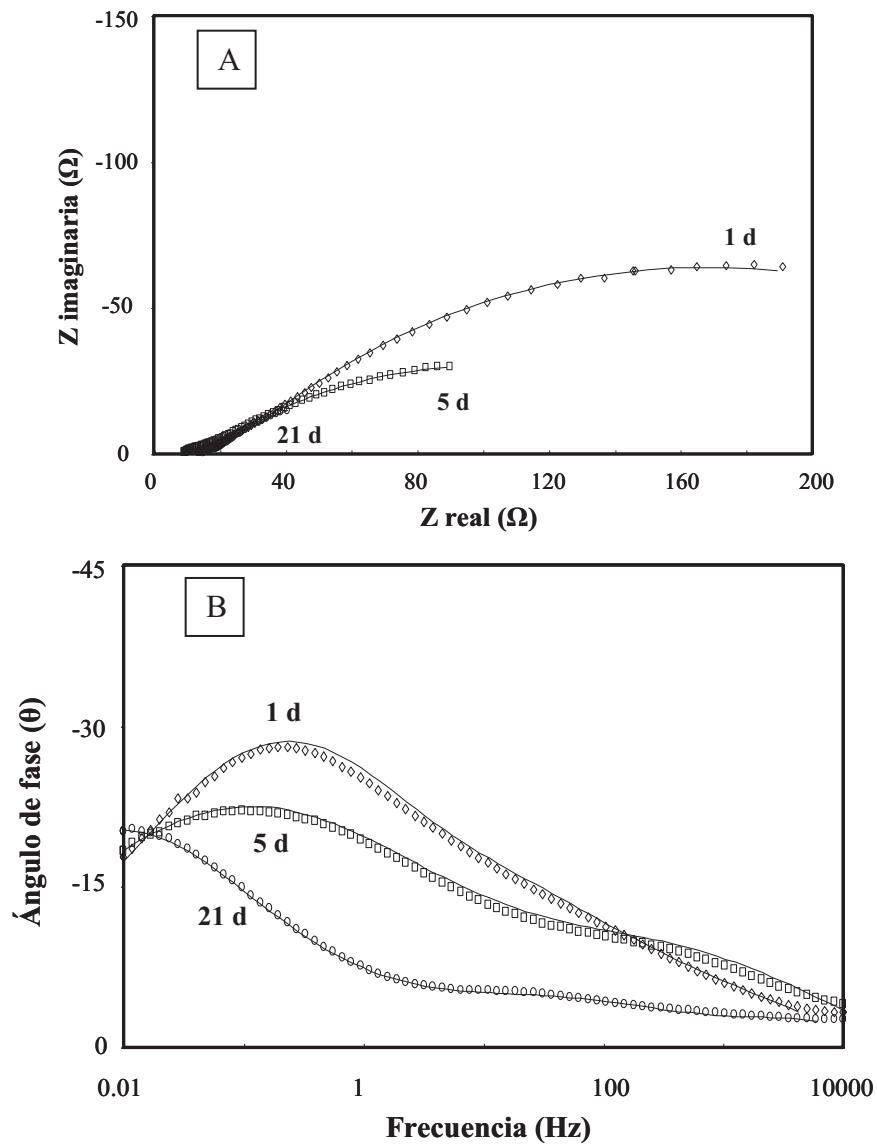 -150
A
-100
Z imaginaria (Ω)
1 d
-50
5 d
21 d
0
0 40 80 120 160 200
Z real (Ω)
-45
B
Ángulo de fase (θ)
-30
1 d
5 d
-15
21 d
0
0.01 1 100 10000
Frecuencia (Hz)